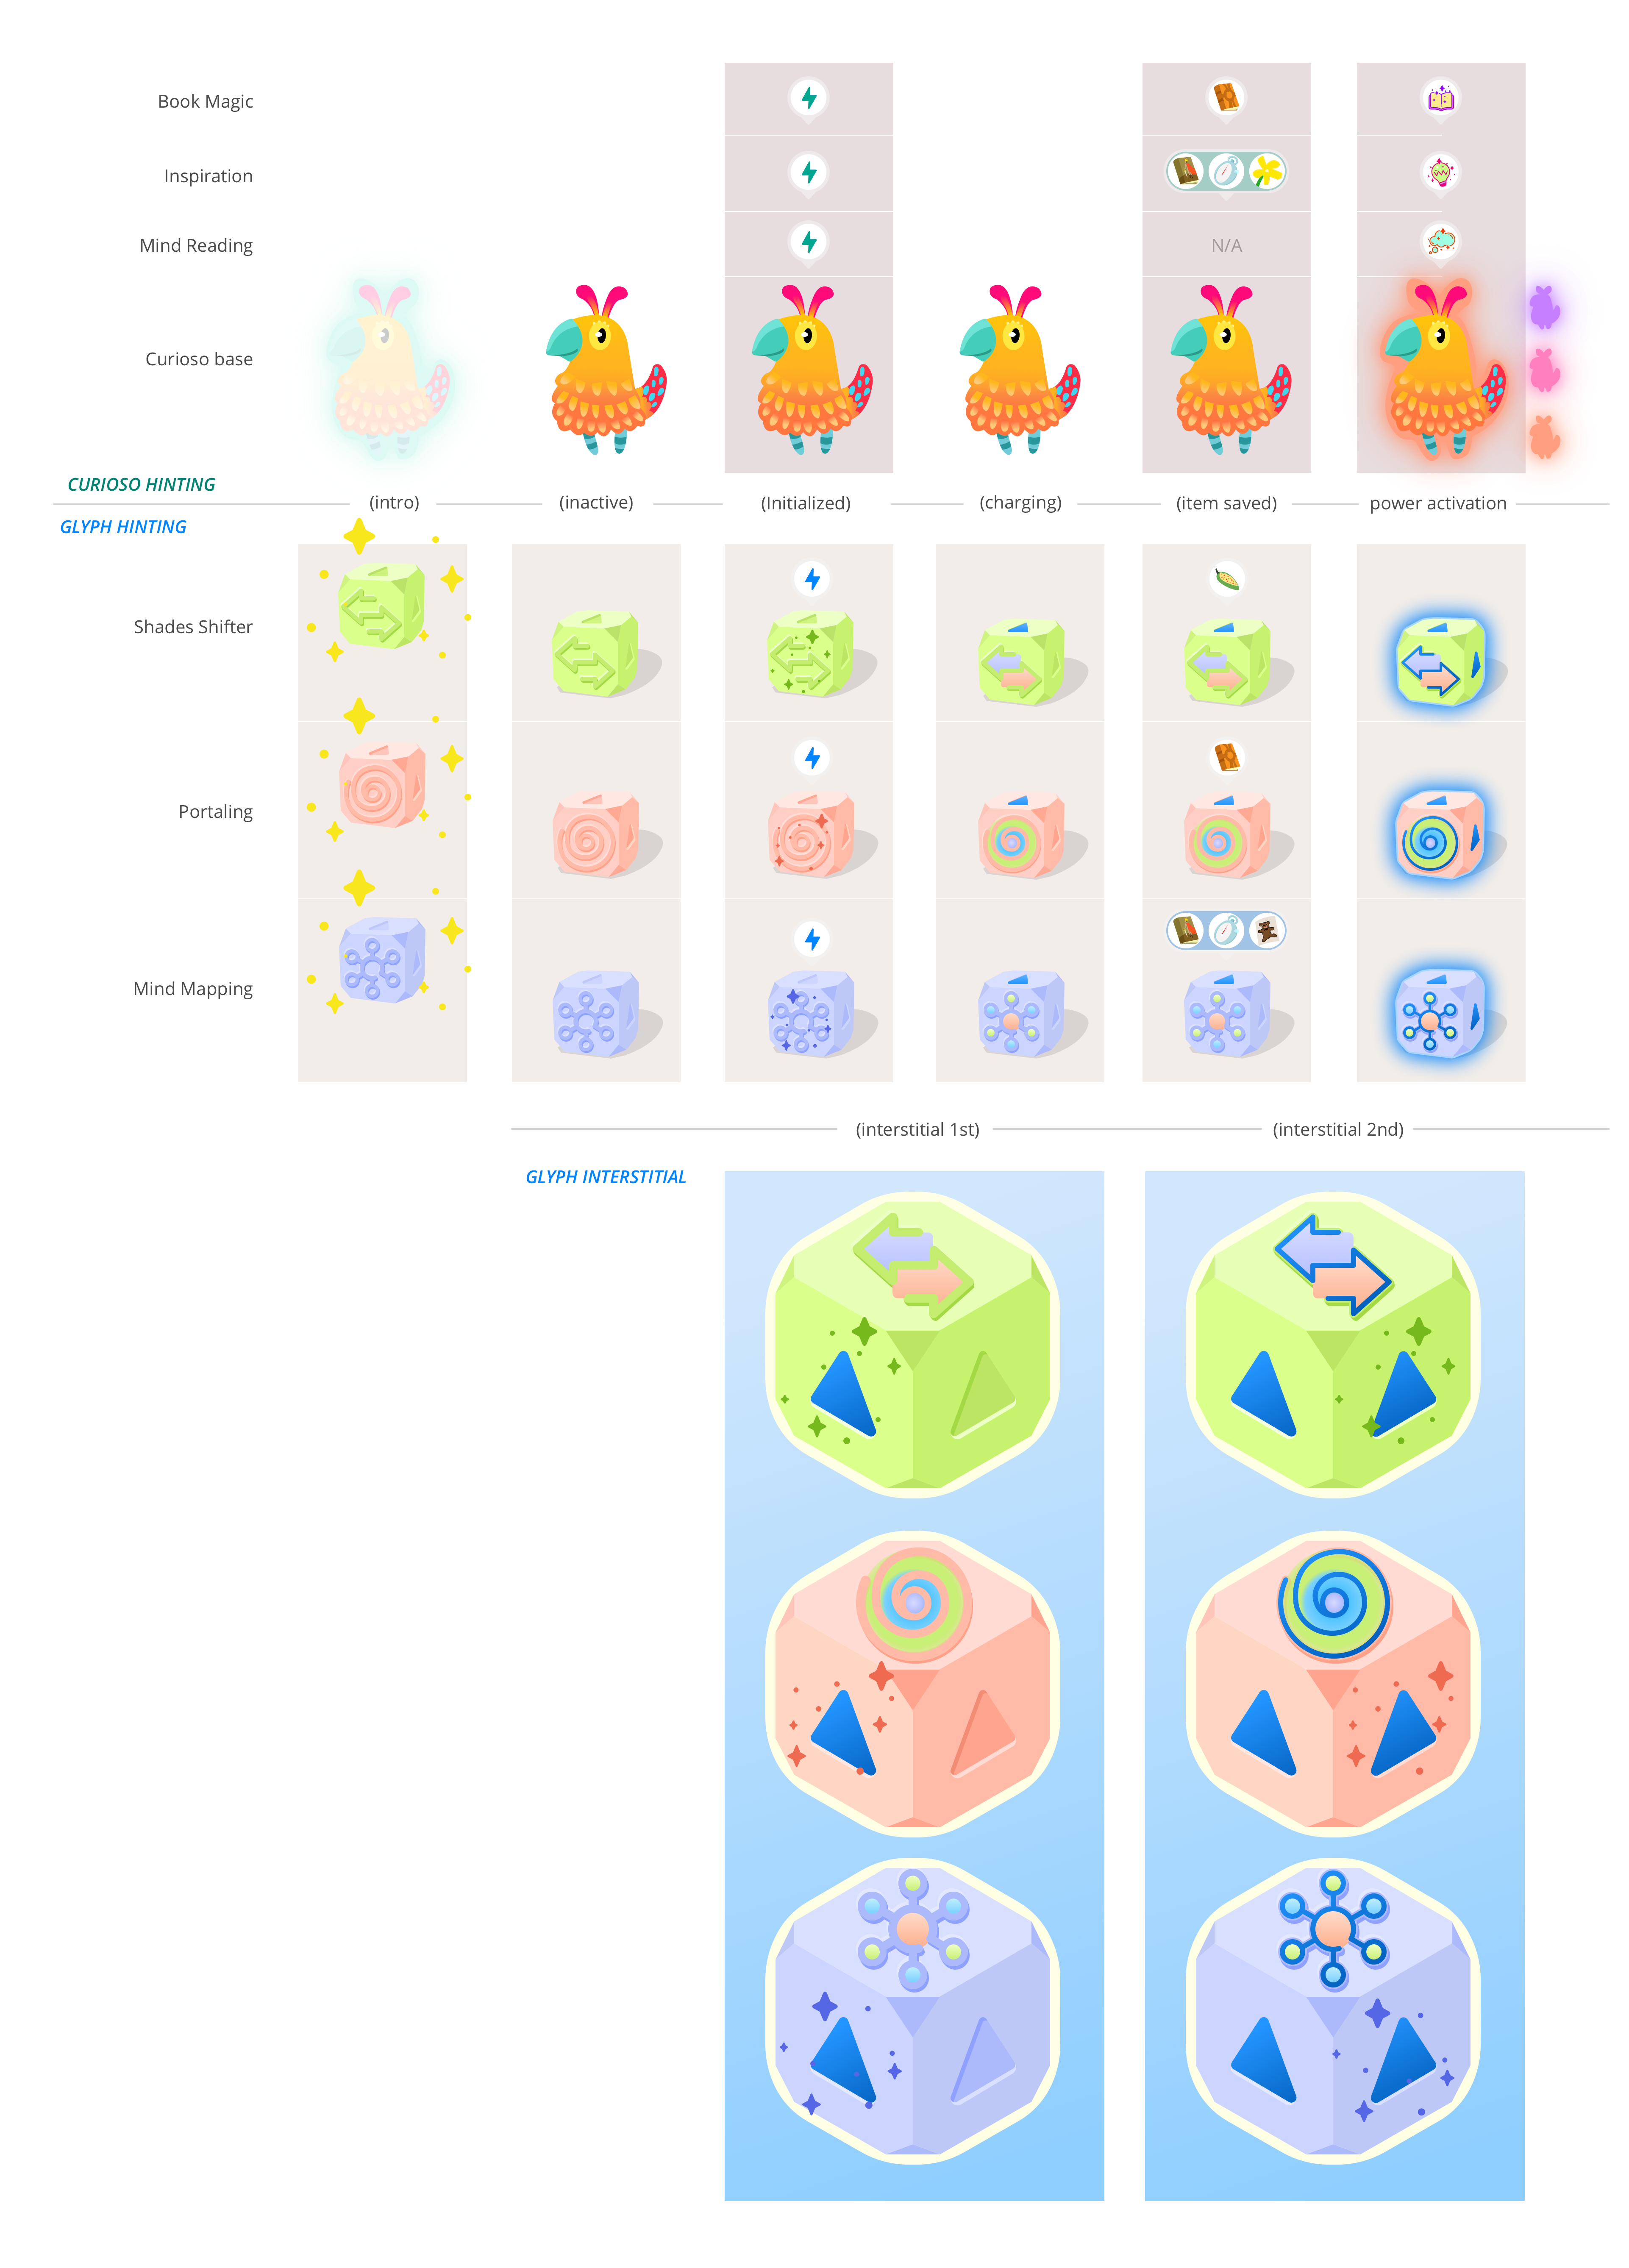 Book Magic
Inspiration
Mind Reading
N/A
Curioso base
CURIOSO HINTING
(intro)
(inactive)
(Initialized)
(charging)
(item saved)
power activation
GLYPH HINTING
Shades Shifter
Portaling
Mind Mapping
(interstitial 1st)
(interstitial 2nd)
GLYPH INTERSTITIAL